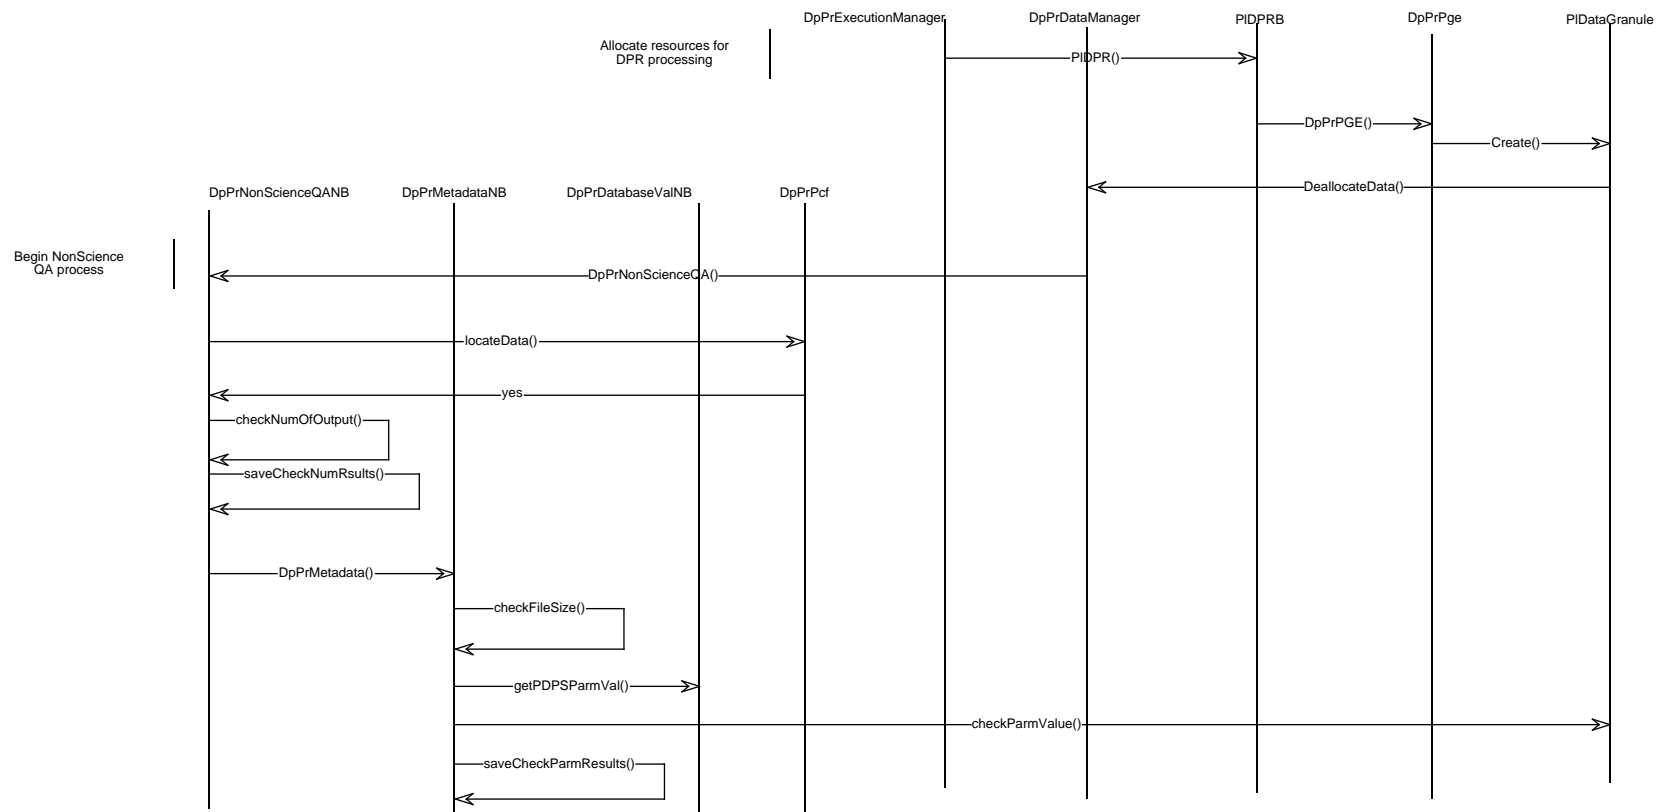 DpPrExecutionManager
DpPrDataManager
PlDPRB
DpPrPge
PlDataGranule
Allocate resources for
DPR processing
PlDPR()
DpPrPGE()
Create()
DeallocateData()
DpPrNonScienceQANB
DpPrMetadataNB
DpPrDatabaseValNB
DpPrPcf
Begin NonScience
QA process
DpPrNonScienceQA()
locateData()
yes
checkNumOfOutput()
saveCheckNumRsults()
DpPrMetadata()
checkFileSize()
getPDPSParmVal()
checkParmValue()
saveCheckParmResults()